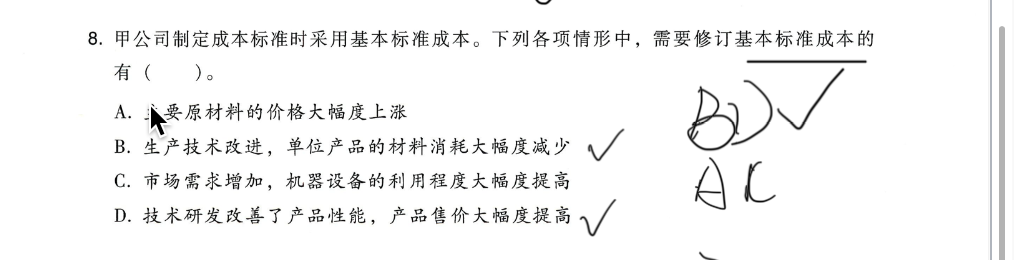 8. 甲公司制定成本标准时采用基本标准成本。下列各项情形中，需要修订基本标准成本的
有（　　）。
A. 主要原材料的价格大幅度上涨
B. 生产技术改进，单位产品的材料消耗大幅度减少
C. 市场需求增加，机器设备的利用程度大幅度提高
D. 技术研发改善了产品性能，产品售价大幅度提高
BD
AC